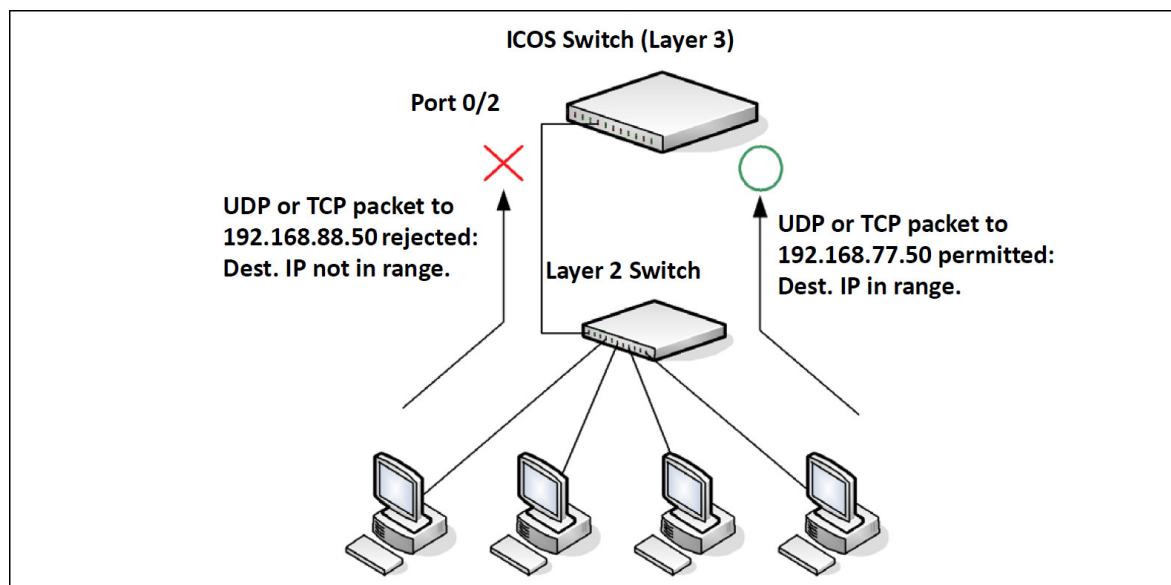 ICOS Switch (Layer 3)
Port 0/2
UDP or TCP packet to
192.168.88.50 rejected:
Dest. IP not in range.
UDP or TCP packet to
192.168.77.50 permitted:
Dest. IP in range.
Layer 2 Switch